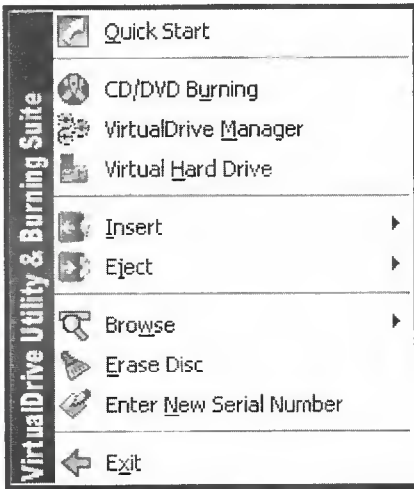 VirtualDrive Utility & Burning Suite
Quick Start
CD/DVD Burning
VirtualDrive Manager
Virtual Hard Drive
Insert
Eject
Browse
Erase Disc
Enter New Serial Number
Exit